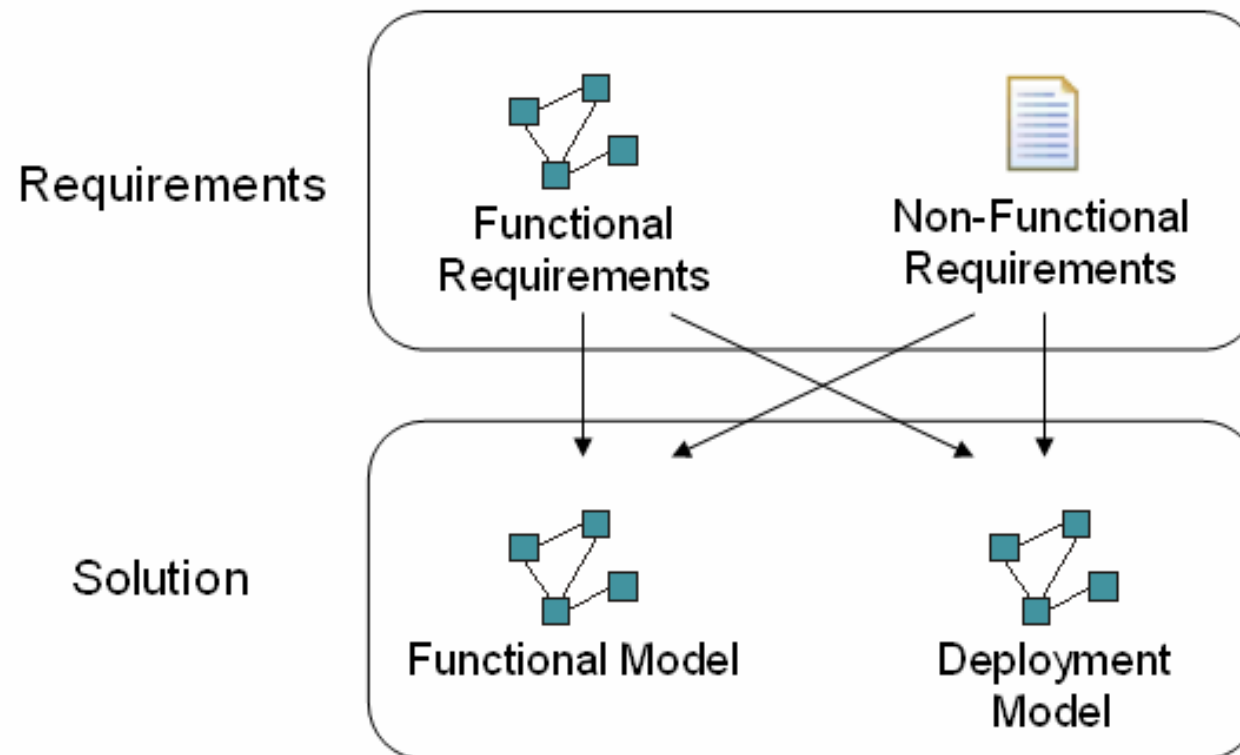 Requirements
Functional
Requirements
Non-Functional
Requirements
Solution
Functional Model
Deployment
Model